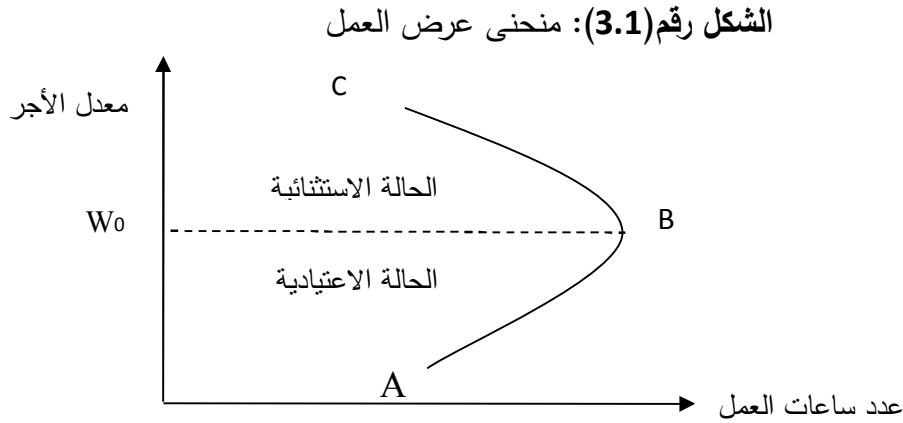 الشكل رقم(3.1): منحنى عرض العمل
C
معدل الأجر
الحالة الاستثنائية
W0
B
الحالة الاعتيادية
A
عدد ساعات العمل